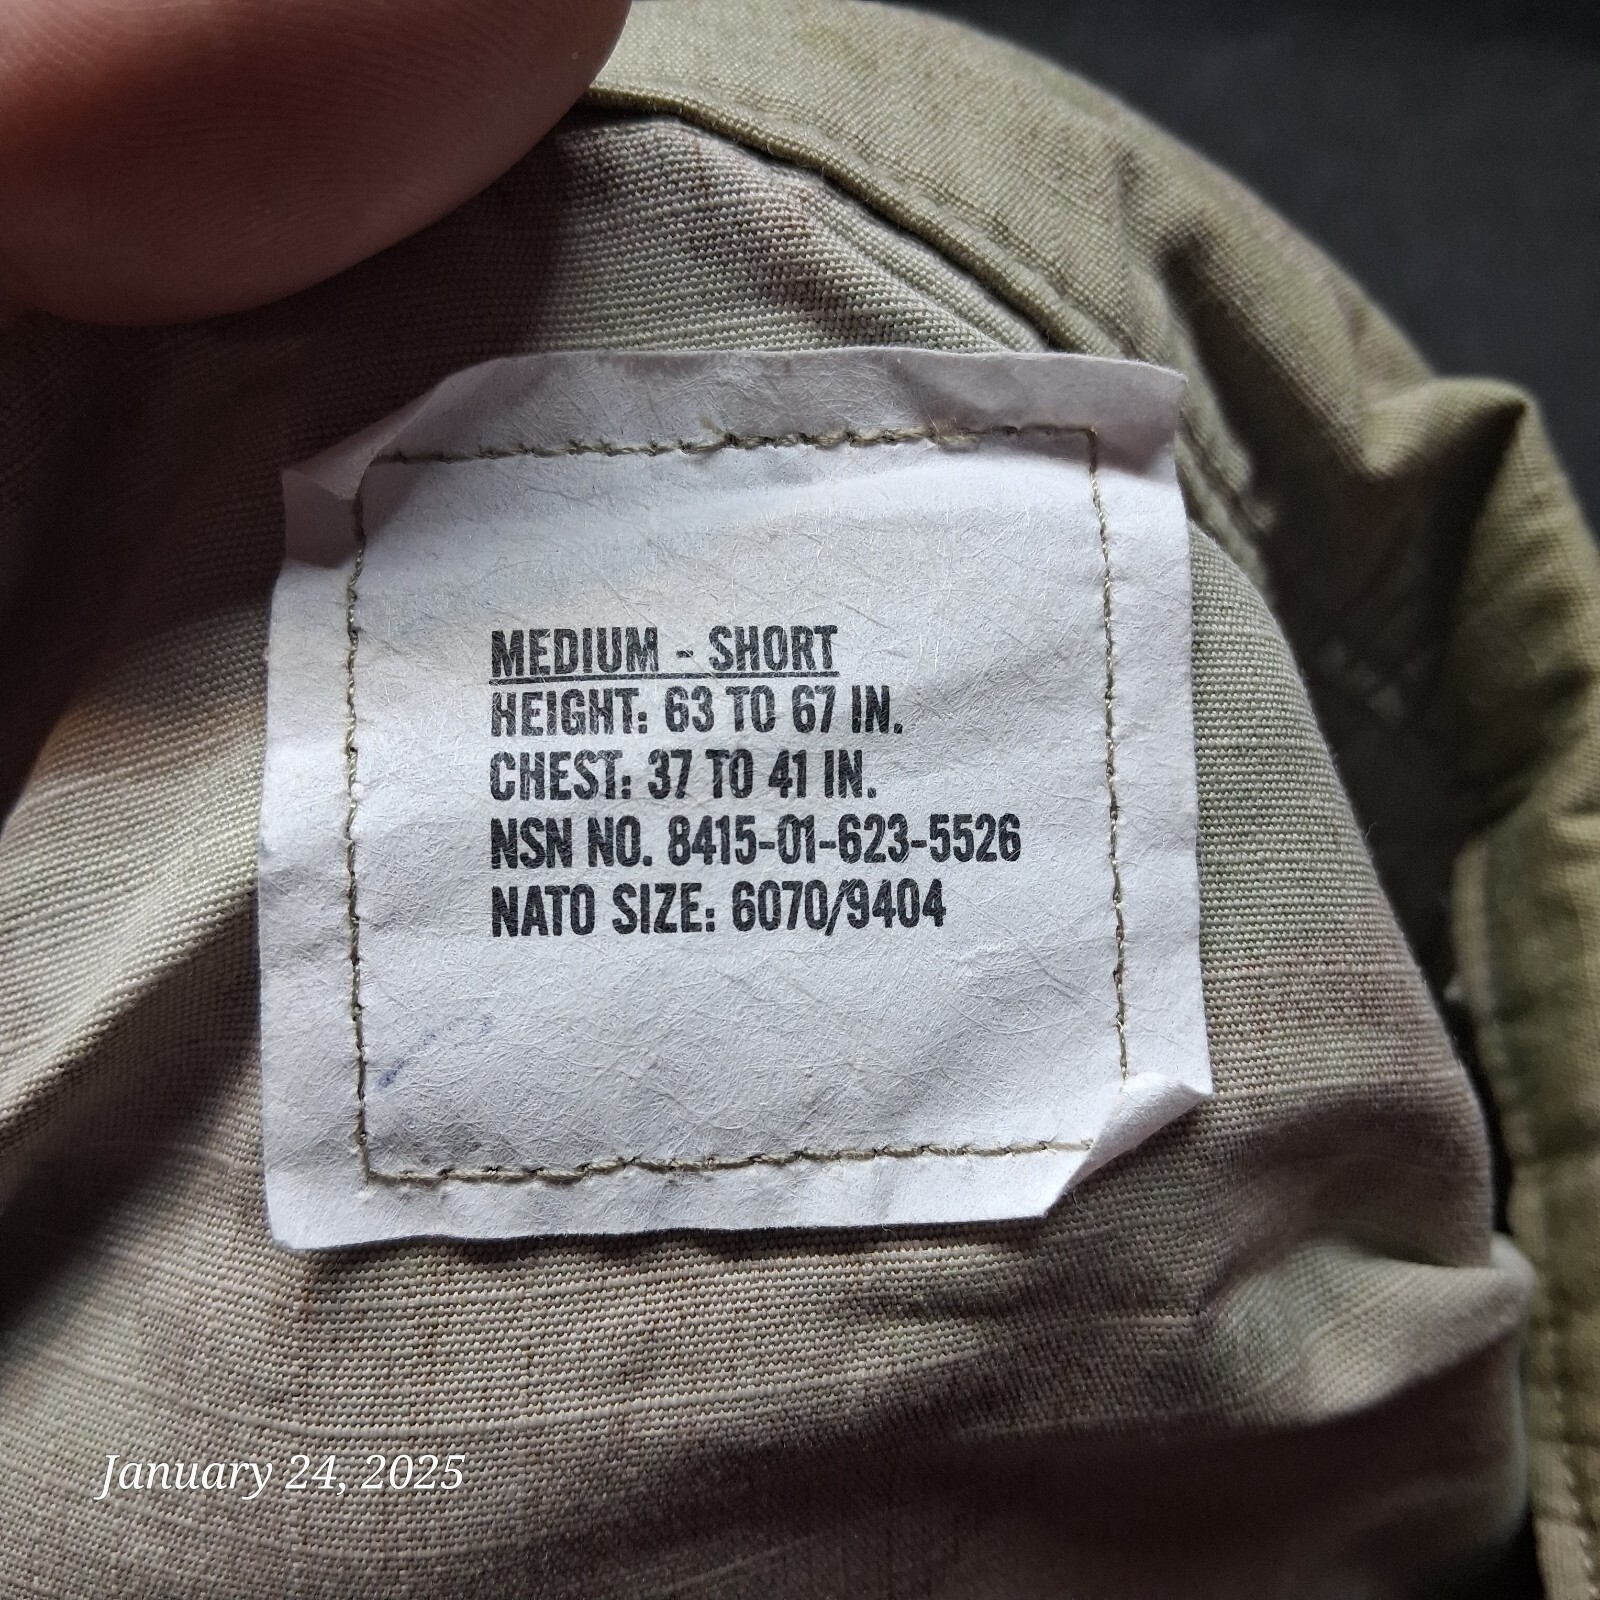 MEDIUM - SHORT
HEIGHT: 63 TO 67 IN.
CHEST: 37 TO 41 IN.
NSN NO. 8415-01-623-5526
NATO SIZE: 6070/9404
January 24, 2025